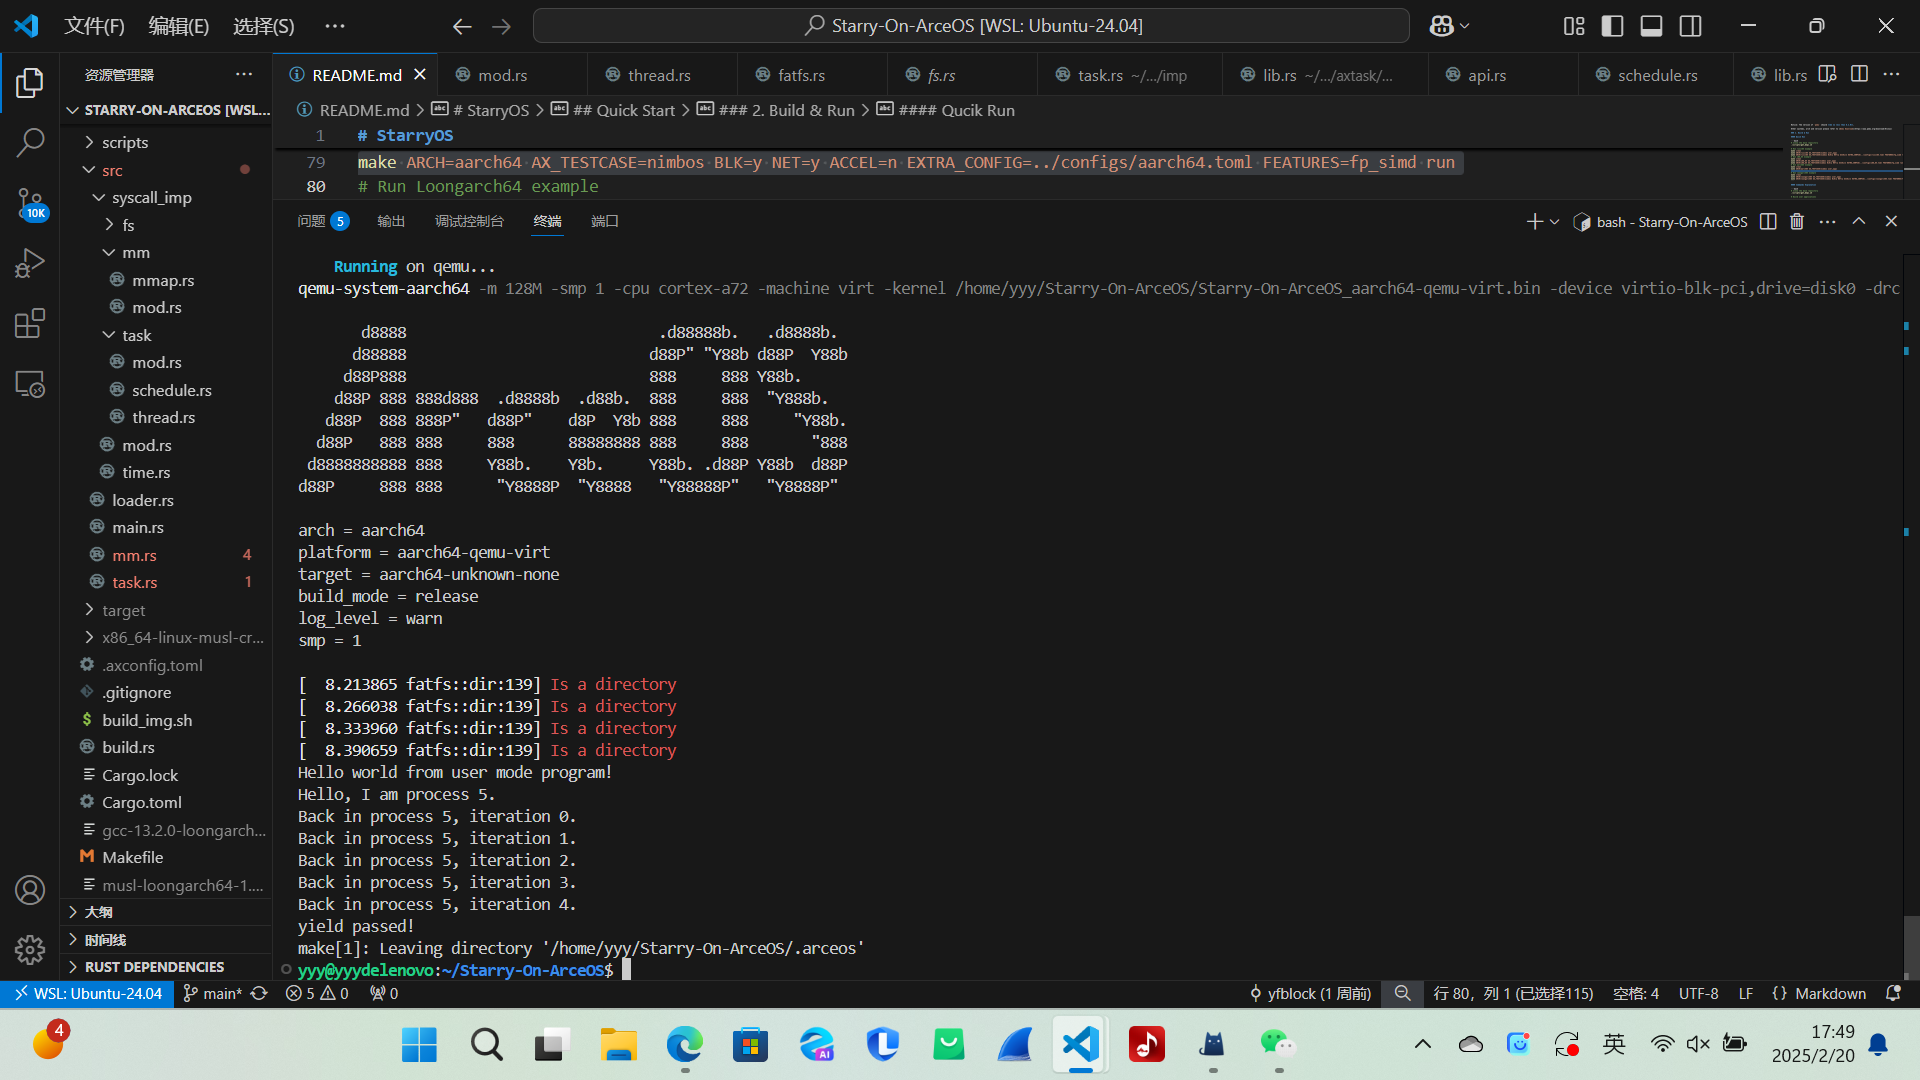 文件(F) 编辑(E) 选择(S) ··· Starry-On-ArceOS [WSL: Ubuntu-24.04]
资源管理器 ···
README.md mod.rs thread.rs fatfs.rs fs.rs task.rs ~/.../imp lib.rs ~/.../axtask/... api.rs schedule.rs lib.rs ···
STARRY-ON-ARCEOS [WSL...
README.md > # StarryOS > ## Quick Start > ### 2. Build & Run > #### Qucik Run
1 # StarryOS
79 make ARCH=aarch64 AX_TESTCASE=nimbos BLK=y NET=y ACCEL=n EXTRA_CONFIG=../configs/aarch64.toml FEATURES=fp_simd run
80 # Run Loongarch64 example
scripts
src
syscall_imp
fs
mm
mmap.rs
mod.rs
task
mod.rs
schedule.rs
thread.rs
mod.rs
time.rs
loader.rs
main.rs
mm.rs 4
task.rs 1
target
x86_64-linux-musl-cr...
.axconfig.toml
.gitignore
build_img.sh
build.rs
Cargo.lock
Cargo.toml
gcc-13.2.0-loongarch...
Makefile
musl-loongarch64-1....
大纲
时间线
RUST DEPENDENCIES
10K
问题 5 输出 调试控制台 终端 端口 bash - Starry-On-ArceOS ···
Running on qemu...
qemu-system-aarch64 -m 128M -smp 1 -cpu cortex-a72 -machine virt -kernel /home/yyy/Starry-On-ArceOS/Starry-On-ArceOS_aarch64-qemu-virt.bin -device virtio-blk-pci,drive=disk0 -drc
       d8888                            .d88888b.   .d8888b.
      d88888                           d88P" "Y88b d88P  Y88b
     d88P888                           888     888 Y88b.
    d88P 888 888d888  .d8888b  .d88b.  888     888  "Y888b.
   d88P  888 888P"   d88P"    d8P  Y8b 888     888     "Y88b.
  d88P   888 888     888      88888888 888     888       "888
 d8888888888 888     Y88b.    Y8b.     Y88b. .d88P Y88b  d88P
d88P     888 888      "Y8888P  "Y8888   "Y88888P"   "Y8888P"
arch = aarch64
platform = aarch64-qemu-virt
target = aarch64-unknown-none
build_mode = release
log_level = warn
smp = 1
[  8.213865 fatfs::dir:139] Is a directory
[  8.266038 fatfs::dir:139] Is a directory
[  8.333960 fatfs::dir:139] Is a directory
[  8.390659 fatfs::dir:139] Is a directory
Hello world from user mode program!
Hello, I am process 5.
Back in process 5, iteration 0.
Back in process 5, iteration 1.
Back in process 5, iteration 2.
Back in process 5, iteration 3.
Back in process 5, iteration 4.
yield passed!
make[1]: Leaving directory '/home/yyy/Starry-On-ArceOS/.arceos'
yyy@yyydelenovo:~/Starry-On-ArceOS$
WSL: Ubuntu-24.04 main* 5 0 0 yfblock (1 周前) 行 80，列 1 (已选择115) 空格: 4 UTF-8 LF {} Markdown
4 AI 英 17:49
2025/2/20